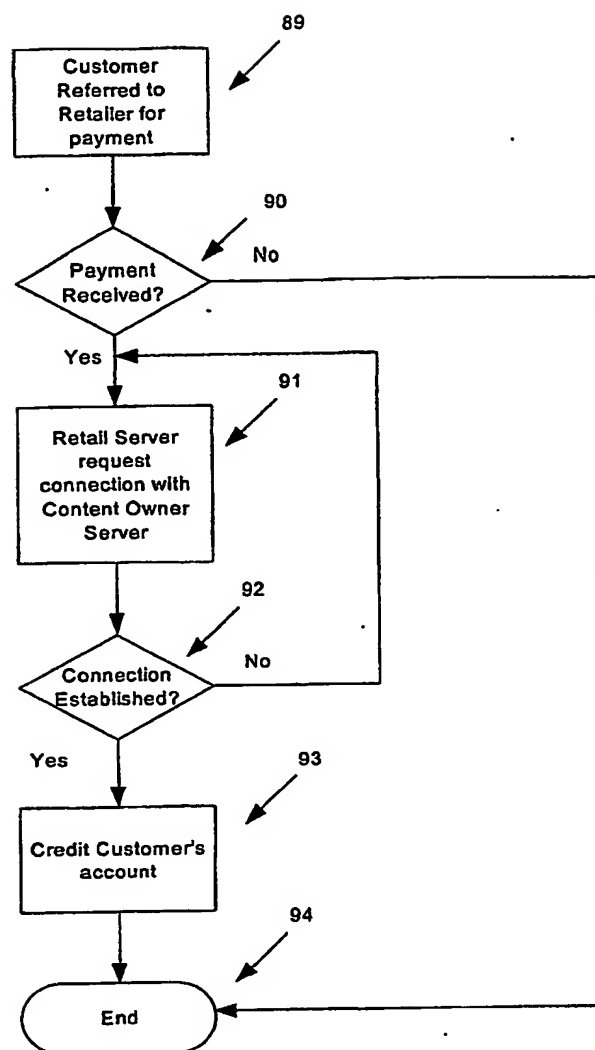 89
Customer
Referred to
Retailer for
payment
90
Payment
Received?
No
Yes
91
Retail Server
request
connection with
Content Owner
Server
92
Connection
Established?
No
Yes
93
Credit Customer's
account
94
End